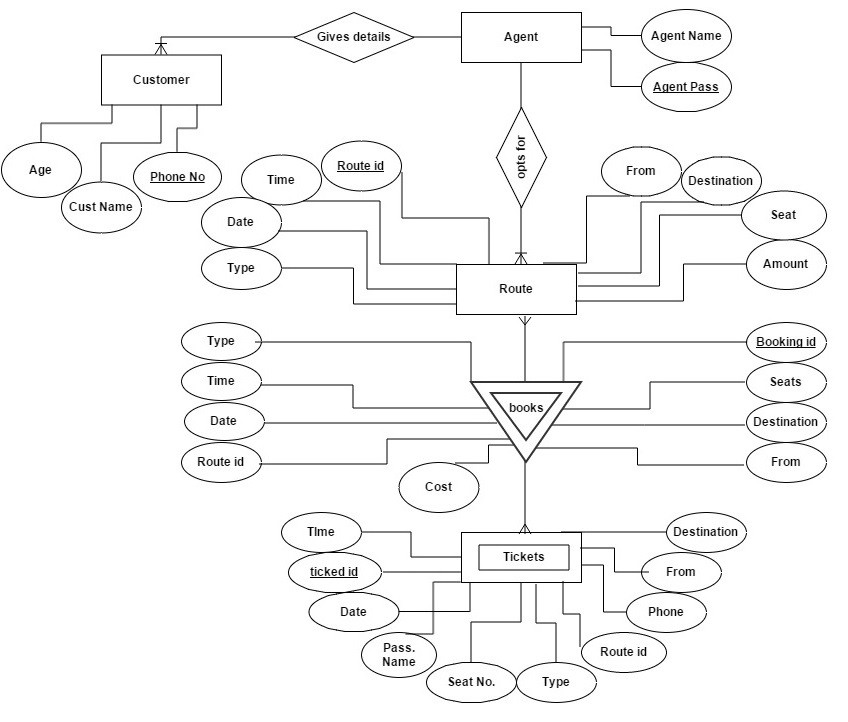 Gives details
Agent
Agent Name
Agent Pass
Customer
Age
Cust Name
Phone No
opts for
Route id
Time
Date
Type
From
Destination
Seat
Amount
Route
Type
Time
Date
Route id
Cost
books
Booking id
Seats
Destination
From
TIme
ticked id
Date
Pass.
Name
Seat No.
Type
Route id
Phone
From
Destination
Tickets